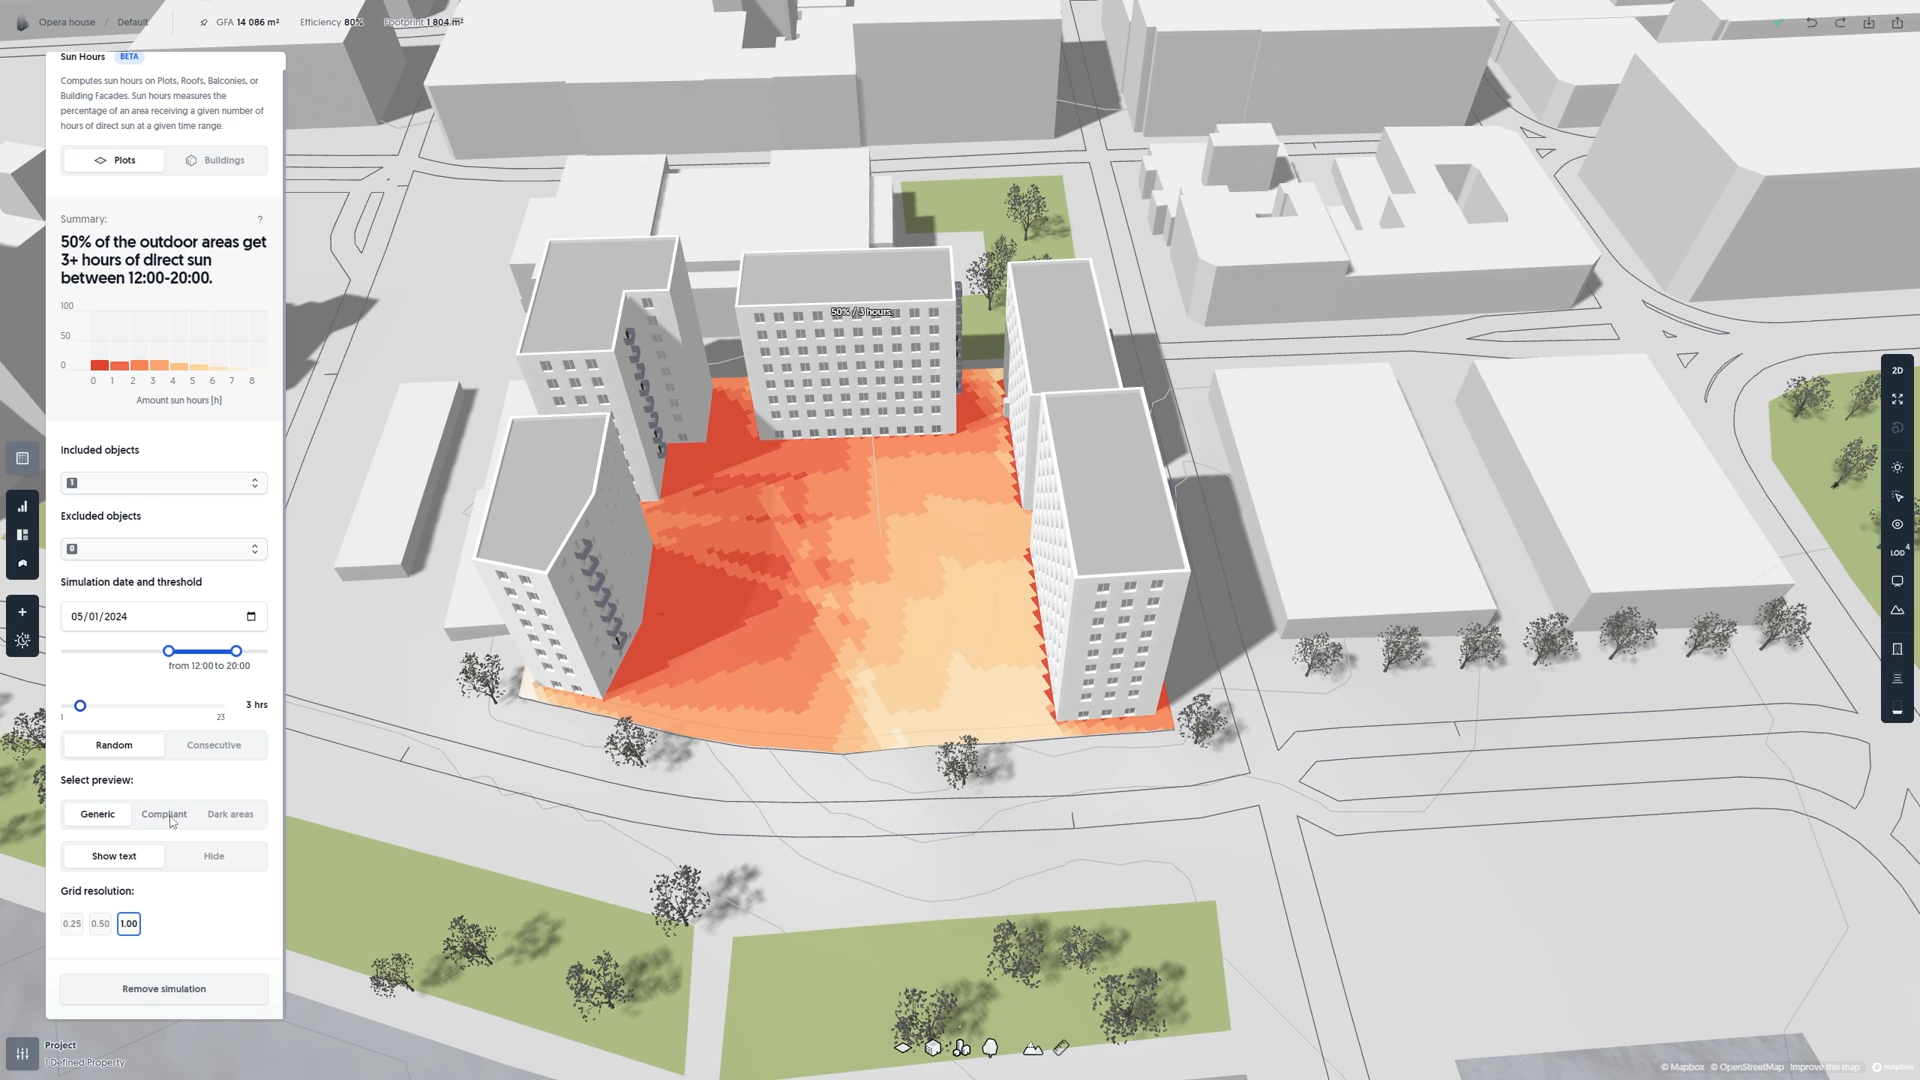 Opera house / Default
GFA 14 086 m²
Efficiency 80%
Footprint 1 804 m²
Sun Hours
BETA
Computes sun hours on Plots, Roofs, Balconies, or
Building Facades. Sun hours measures the
percentage of an area receiving a given number of
hours of direct sun at a given time range.
Plots
Buildings
Summary:
?
50% of the outdoor areas get
3+ hours of direct sun
between 12:00-20:00.
100
50
0
0 1 2 3 4 5 6 7 8
Amount sun hours [h]
Included objects
1
Excluded objects
0
Simulation date and threshold
05/01/2024
from 12:00 to 20:00
3 hrs
1
23
Random
Consecutive
Select preview:
Generic
Compliant
Dark areas
Show text
Hide
Grid resolution:
0.25
0.50
1.00
Remove simulation
Project
1 Defined Property
50% / 3 hours
2D
LOD 4
© Mapbox © OpenStreetMap Improve this map
mapbox